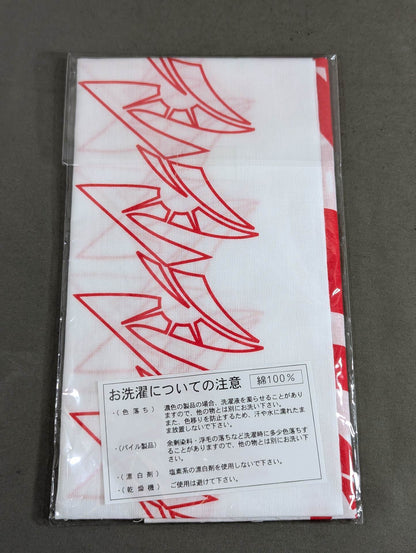 お洗濯についての注意 綿100%
・（色落ち） 濃色の製品の場合、洗濯液を濁らせることがあり
ますので、他の物とは別にお洗い下さい。
また、色移りを防止するため、汗や水に濡れたま
ま放置しないで下さい。
・（パイル製品） 余剰染料・浮毛の落ちなど洗濯時に多少色落ちす
ることがありますので、他の物とは別にお洗い下
さい。
・（漂白剤） 塩素系の漂白剤を使用しないで下さい。
・（乾燥機） ご使用は避けて下さい。